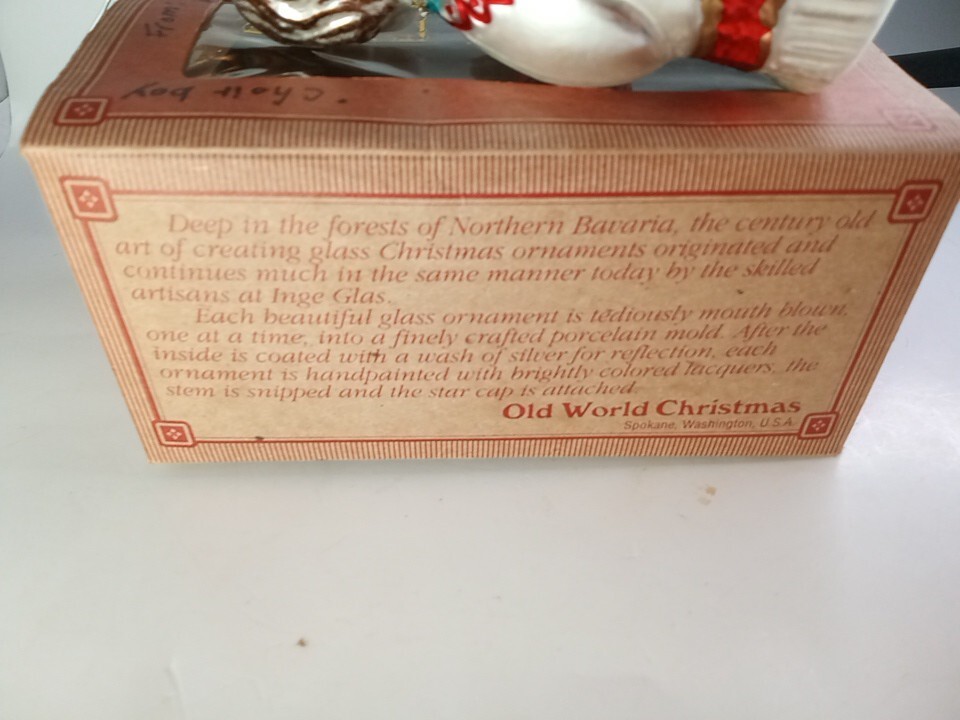 From
Choir boy
Deep in the forests of Northern Bavaria, the century old
art of creating glass Christmas ornaments originated and
continues much in the same manner today by the skilled
artisans at Inge Glas.
Each beautiful glass ornament is tediously mouth blown,
one at a time, into a finely crafted porcelain mold. After the
inside is coated with a wash of silver for reflection, each
ornament is handpainted with brightly colored lacquers, the
stem is snipped and the star cap is attached.
Old World Christmas
Spokane, Washington, U.S.A.